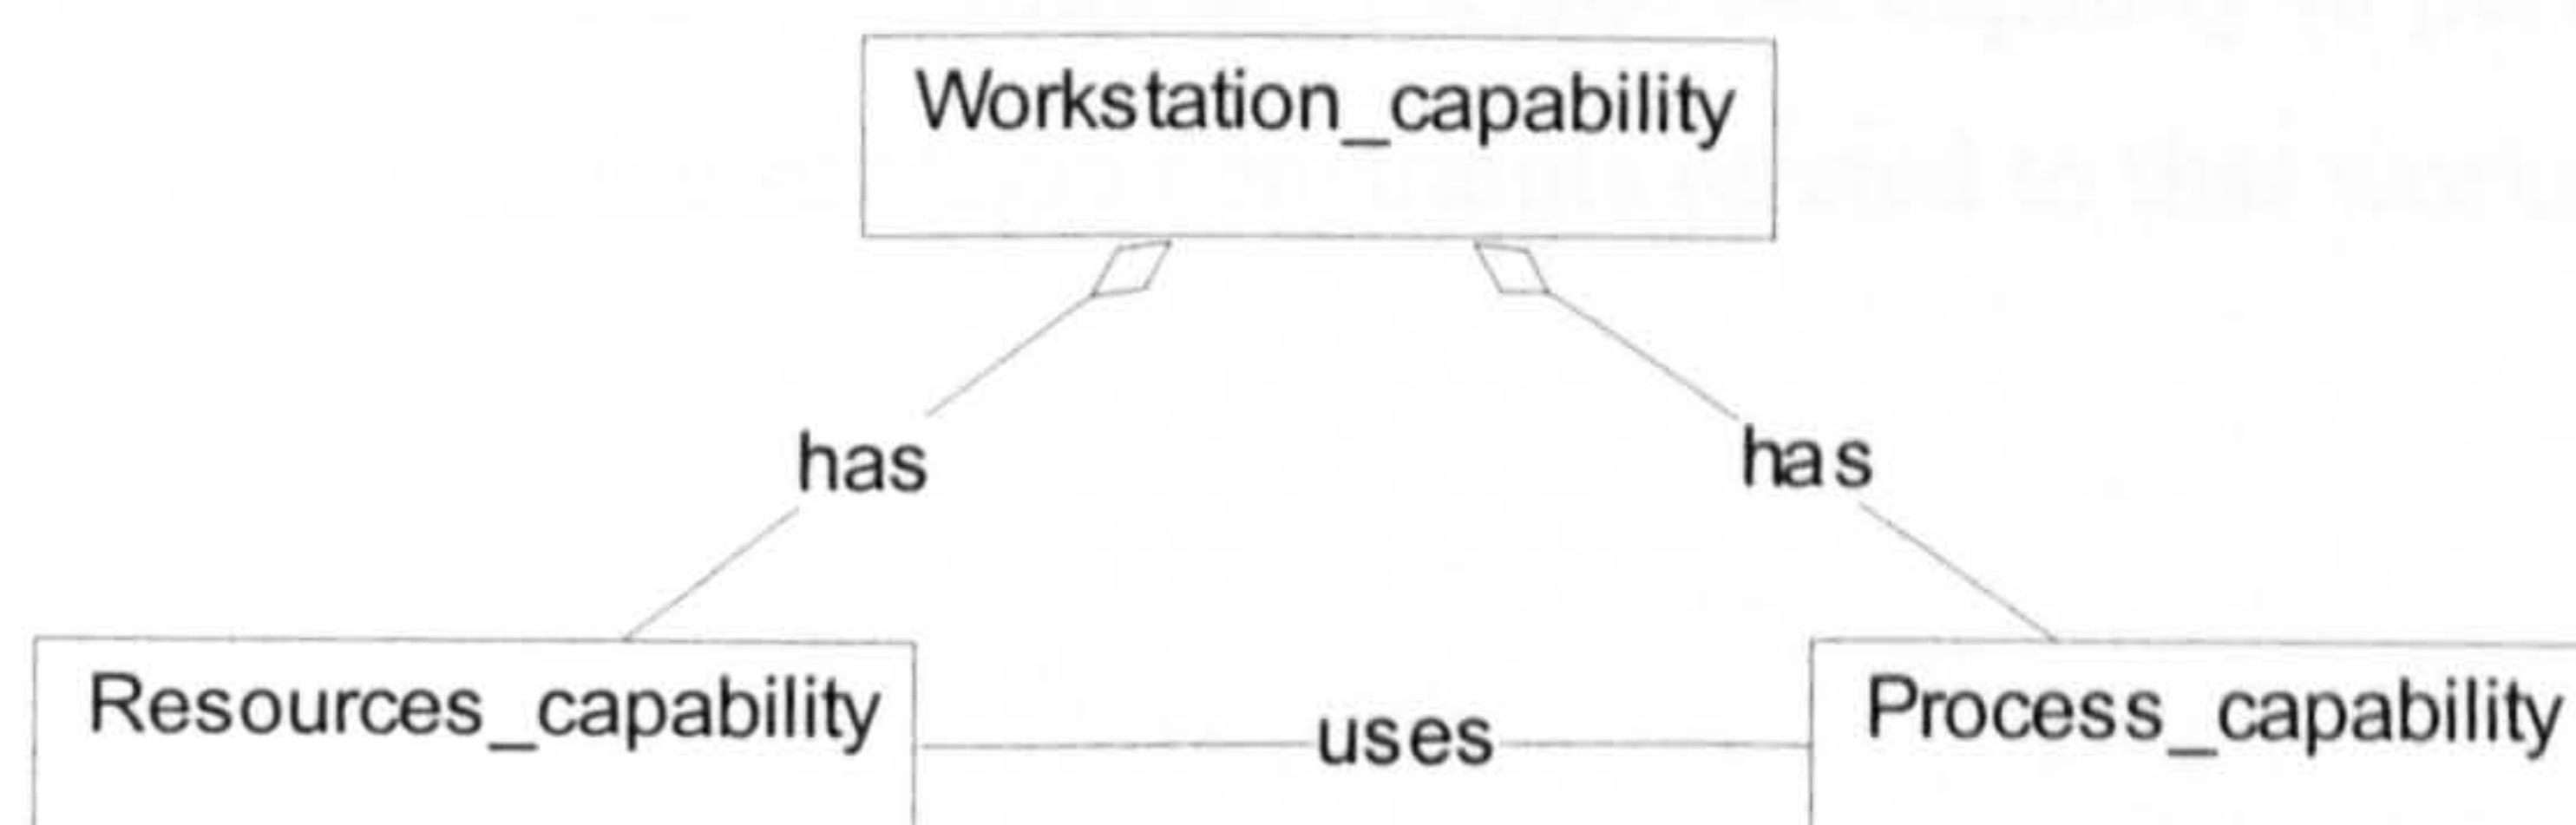 Workstation_capability
has
has
Resources_capability
uses
Process_capability